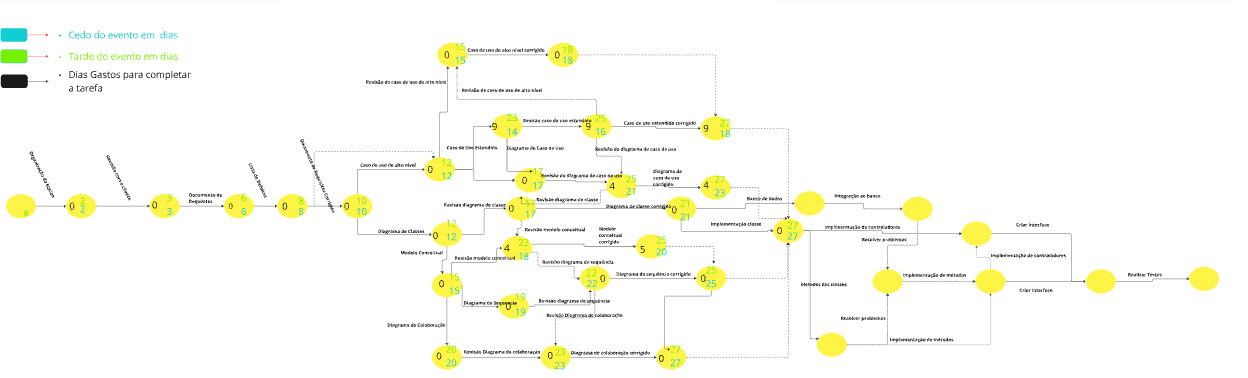 Cedo do evento em dias
Tarde do evento em dias
Dias Gastos para completar
a tarefa
Organização da Equipe
Reunião com o cliente
Documento de
Requisitos
Lista de Padrões
Documento de Requisitos Corrigido
9
0 2
2
0 3
3
9 6
6
0 8
8
0 10
10
Caso de uso de alto nível
Diagrama de Classes
0 12
12
0 12
12
Revisão do caso de uso de alto nível
0 15
15
Caso de uso de alto nível corrigido
0 18
18
Revisão do caso de uso de alto nível
Caso de Uso Estendido
9 23
14
Revisão caso de uso estendido
9 25
16
Caso de uso estendido corrigido
9 27
18
Diagrama de Caso de Uso
Revisão de diagrama de caso de uso
0 17
17
Revisão de diagrama de caso de uso
4 25
21
Diagrama de
caso de uso
corrigido
4 27
23
Revisão diagrama de classe
Revisão diagrama de classe
0
17
Diagrama de classe corrigido
0 21
21
Banco de dados
Implementação classe
Modelo Conceitual
0 15
15
Revisão modelo conceitual
Revisão modelo conceitual
4 22
18
Modelo
conceitual
corrigido
5 25
20
Revisão diagrama de sequência
22 0
22
Diagrama de sequência corrigido
0 25
25
Diagrama de Sequencia
0 19
19
Revisão diagrama de sequência
Revisão Diagrama de colaboração
Diagrama de Colaboração
0 20
20
Revisão Diagrama de colaboração
0 23
23
Diagrama de colaboração corrigido
0 27
27
0 27
27
Integração ao banco
Implementação de controladores
Resolver problemas
Criar interface
Implementação de controladores
Métodos das classes
Implementação de métodos
Criar interface
Realizar Testes
Resolver problemas
Implementação de métodos